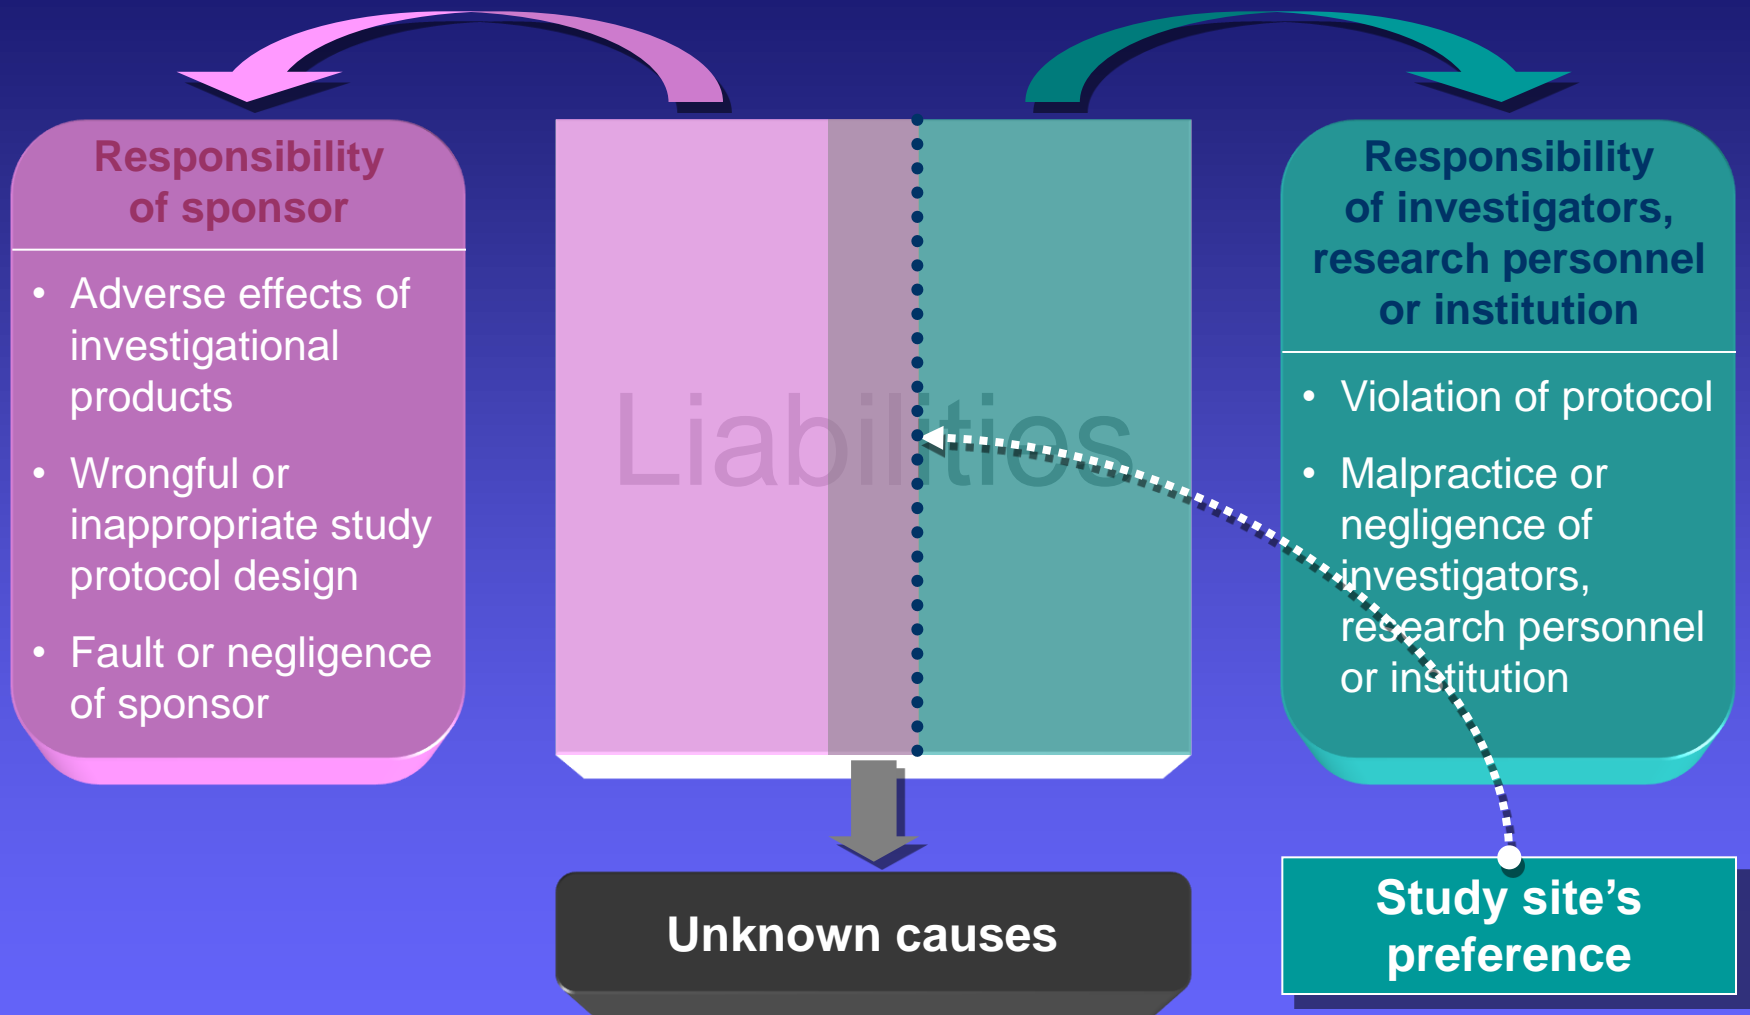 Responsibility
of sponsor
• Adverse effects of
investigational
products
• Wrongful or
inappropriate study
protocol design
• Fault or negligence
of sponsor
Liabilities
Unknown causes
Responsibility
of investigators,
research personnel
or institution
• Violation of protocol
• Malpractice or
negligence of
investigators,
research personnel
or institution
Study site’s
preference